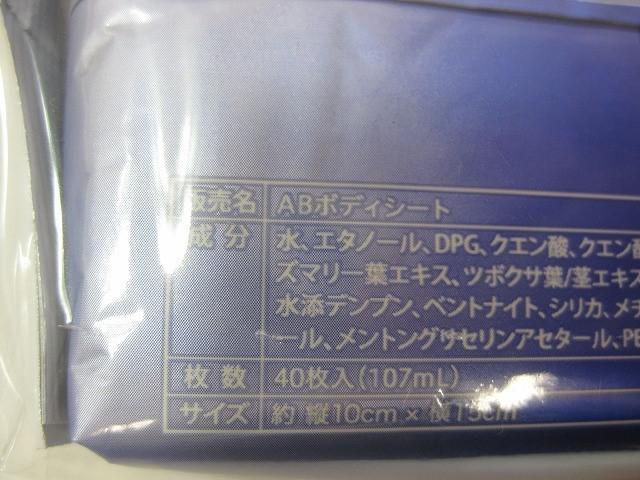 販売名 ABボディシート
成分 水、エタノール、DPG、クエン酸、クエン酸
ズマリー葉エキス、ツボクサ葉/茎エキス
水添デンプン、ベントナイト、シリカ、メチ
ール、メントングリセリンアセタール、PE
枚数 40枚入(107mL)
サイズ 約 縦10cm×横15cm